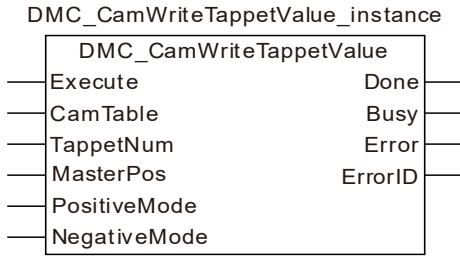 DMC_CamWriteTappetValue_instance
DMC_CamWriteTappetValue
Execute Done
CamTable Busy
TappetNum Error
MasterPos ErrorID
PositiveMode
NegativeMode